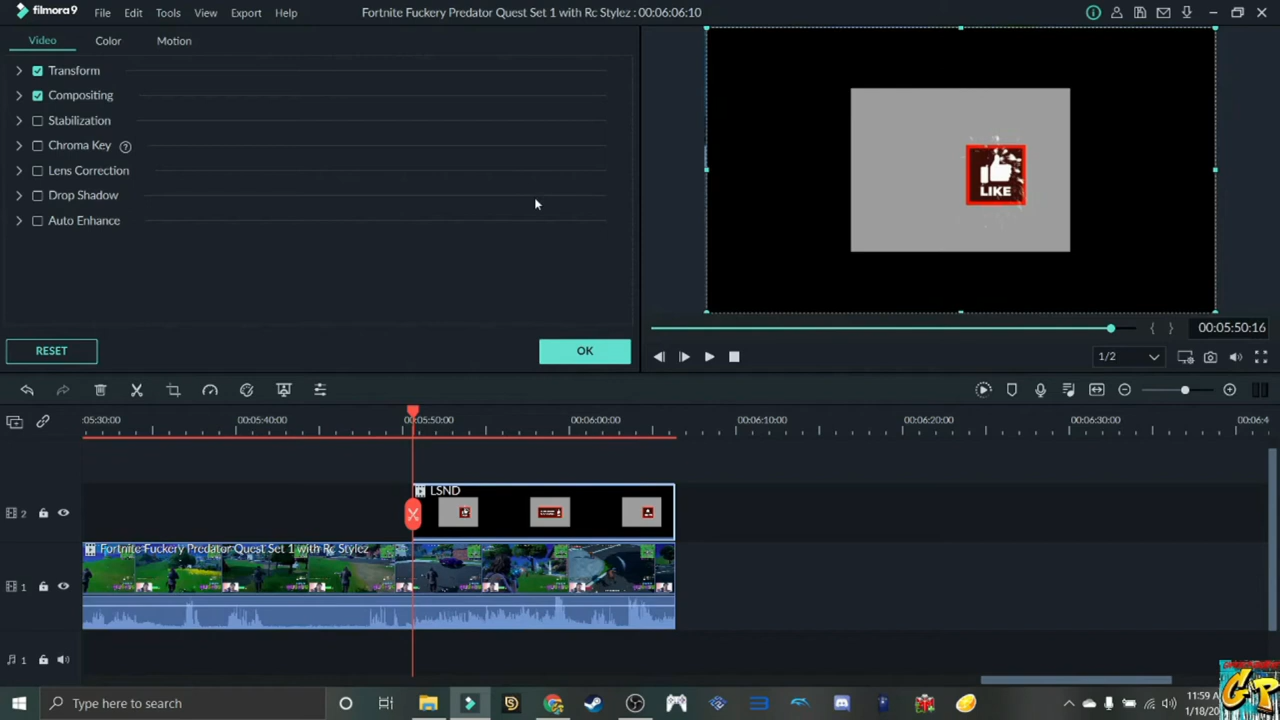 filmora9 File Edit Tools View Export Help Fortnite Fuckery Predator Quest Set 1 with Rc Stylez : 00:06:06:10
Video Color Motion
Transform
Compositing
Stabilization
Chroma Key ?
Lens Correction
Drop Shadow
Auto Enhance
LIKE
RESET OK
00:05:50:16
1/2
:05:30:00 00:05:40:00 00:05:50:00 00:06:00:00 00:06:10:00 00:06:20:00 00:06:30:00 00:06:4
LSND
2
Fortnite Fuckery Predator Quest Set 1 with Rc Stylez
1
1
Type here to search
11:59 A
1/18/20
GR